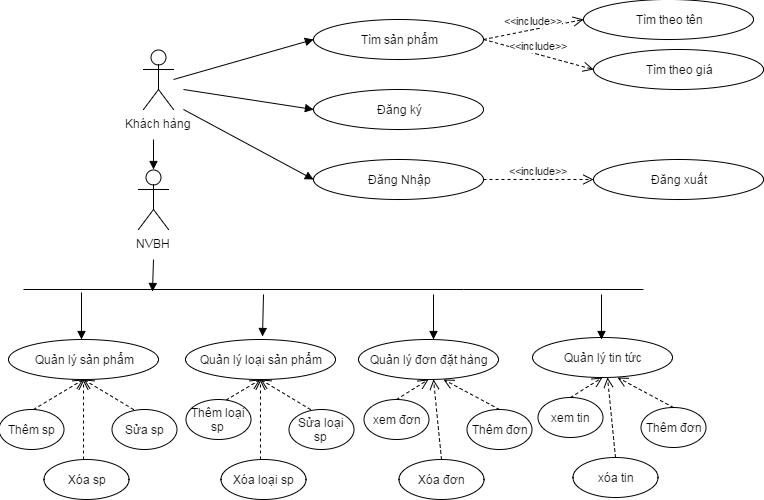 Tìm theo tên
<<include>>
Tìm sản phẩm
<<include>>
Tìm theo giá
Đăng ký
Khách hàng
Đăng Nhập
<<include>>
Đăng xuất
NVBH
Quản lý sản phẩm
Quản lý loại sản phẩm
Quản lý đơn đặt hàng
Quản lý tin tức
Thêm sp
Sửa sp
Thêm loại
sp
Sửa loại
sp
xem đơn
Thêm đơn
xem tin
Thêm đơn
Xóa sp
Xóa loại sp
Xóa đơn
xóa tin